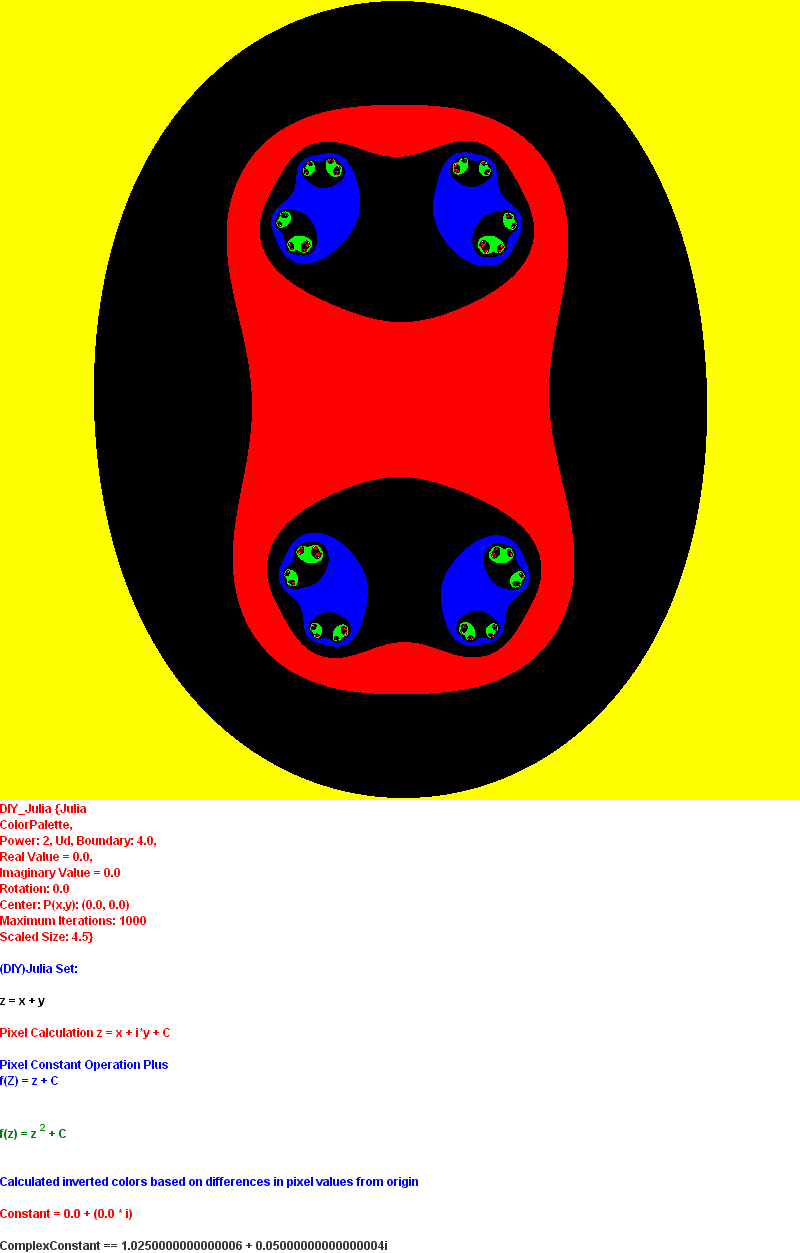 DIY_Julia {Julia
ColorPalette,
Power: 2, Ud, Boundary: 4.0,
Real Value = 0.0,
Imaginary Value = 0.0
Rotation: 0.0
Center: P(x,y): (0.0, 0.0)
Maximum Iterations: 1000
Scaled Size: 4.5}
(DIY)Julia Set:
z = x + y
Pixel Calculation z = x + i*y + C
Pixel Constant Operation Plus
f(Z) = z + C
f(z) = z ² + C
Calculated inverted colors based on differences in pixel values from origin
Constant = 0.0 + (0.0 * i)
ComplexConstant == 1.0250000000000006 + 0.05000000000000004i